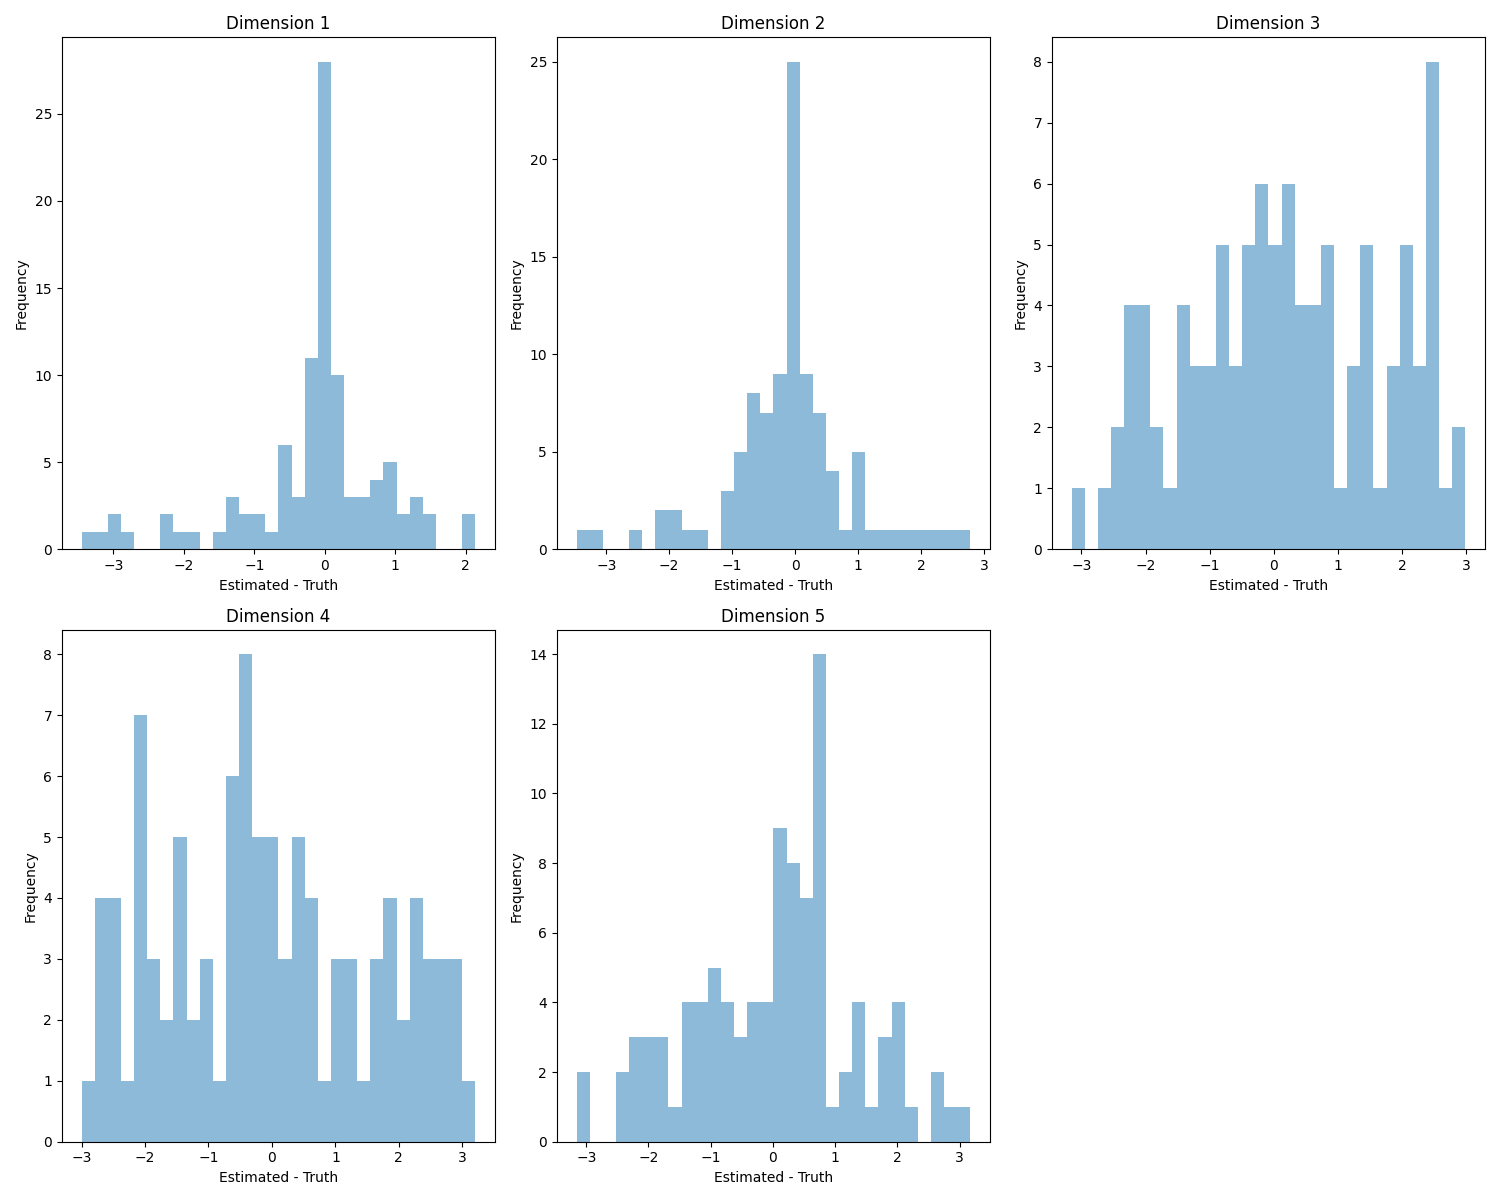 Dimension 1
Frequency
25
20
15
10
5
0
−3 −2 −1 0 1 2
Estimated - Truth
Dimension 2
Frequency
25
20
15
10
5
0
−3 −2 −1 0 1 2 3
Estimated - Truth
Dimension 3
Frequency
8
7
6
5
4
3
2
1
0
−3 −2 −1 0 1 2 3
Estimated - Truth
Dimension 4
Frequency
8
7
6
5
4
3
2
1
0
−3 −2 −1 0 1 2 3
Estimated - Truth
Dimension 5
Frequency
14
12
10
8
6
4
2
0
−3 −2 −1 0 1 2 3
Estimated - Truth